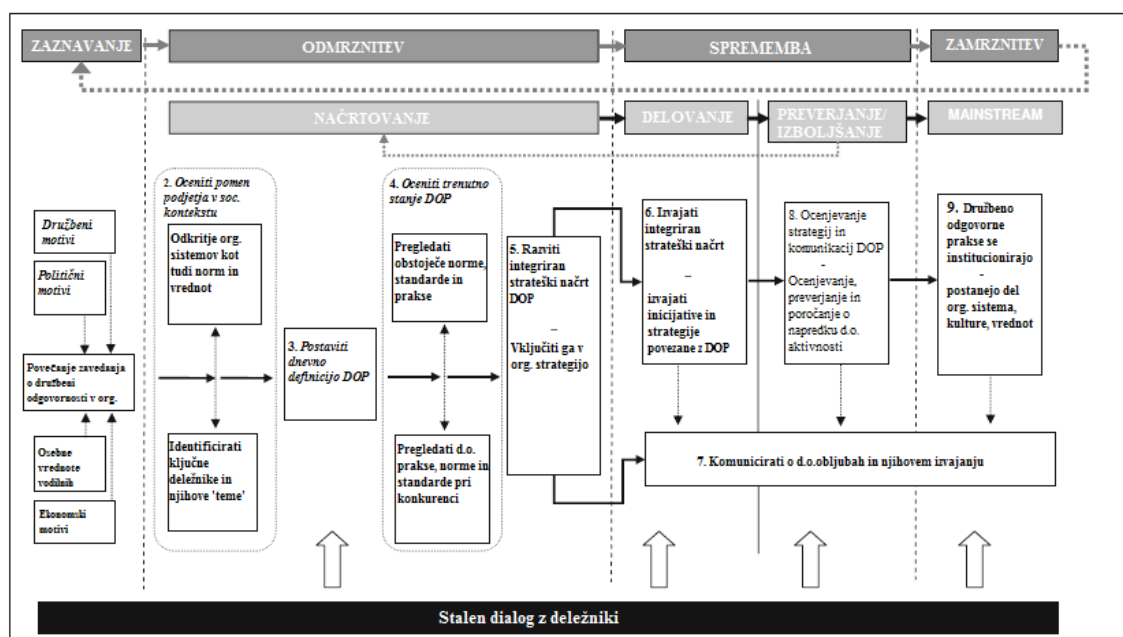 ZAZNAVANJE
ODMRZNITEV
SPREMEMBA
ZAMRZNITEV
NAČRTOVANJE
DELOVANJE
PREVERJANJE/
IZBOLJŠANJE
MAINSTREAM
Družbeni
motivi
Politični
motivi
Povečanje zavedanja
o družbeni
odgovornosti v org.
Osebne
vrednote
vodilnih
Ekonomski
motivi
2. Oceniti pomen
podjetja v soc.
kontekstu
Odkritje org.
sistemov kot
tudi norm in
vrednot
Identificirati
ključne
deležnike in
njihove 'teme'
3. Postaviti
dnevno
definicijo DOP
4. Oceniti trenutno
stanje DOP
Pregledati
obstoječe norme,
standarde in
prakse
Pregledati d.o.
prakse, norme in
standarde pri
konkurenci
5. Razviti
integriran
strateški načrt
DOP
–
Vključiti ga v
org. strategijo
6. Izvajati
integriran
strateški načrt
–
izvajati
inicijative in
strategije
povezane z DOP
8. Ocenjevanje
strategij in
komunikacij DOP
-
Ocenjevanje,
preverjanje in
poročanje o
napredku d.o.
aktivnosti
9. Družbeno
odgovorne
prakse se
institucionirajo
-
postanejo del
org. sistema,
kulture, vrednot
7. Komunicirati o d.o.obljubah in njihovem izvajanju
Stalen dialog z deležniki